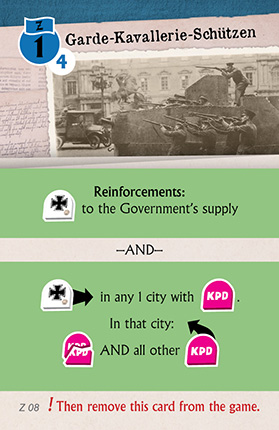 Z
1
4
Garde-Kavallerie-Schützen
Reinforcements:
to the Government's supply
–AND–
in any 1 city with KPD .
In that city:
KPD AND all other KPD
Z 08 ! Then remove this card from the game.